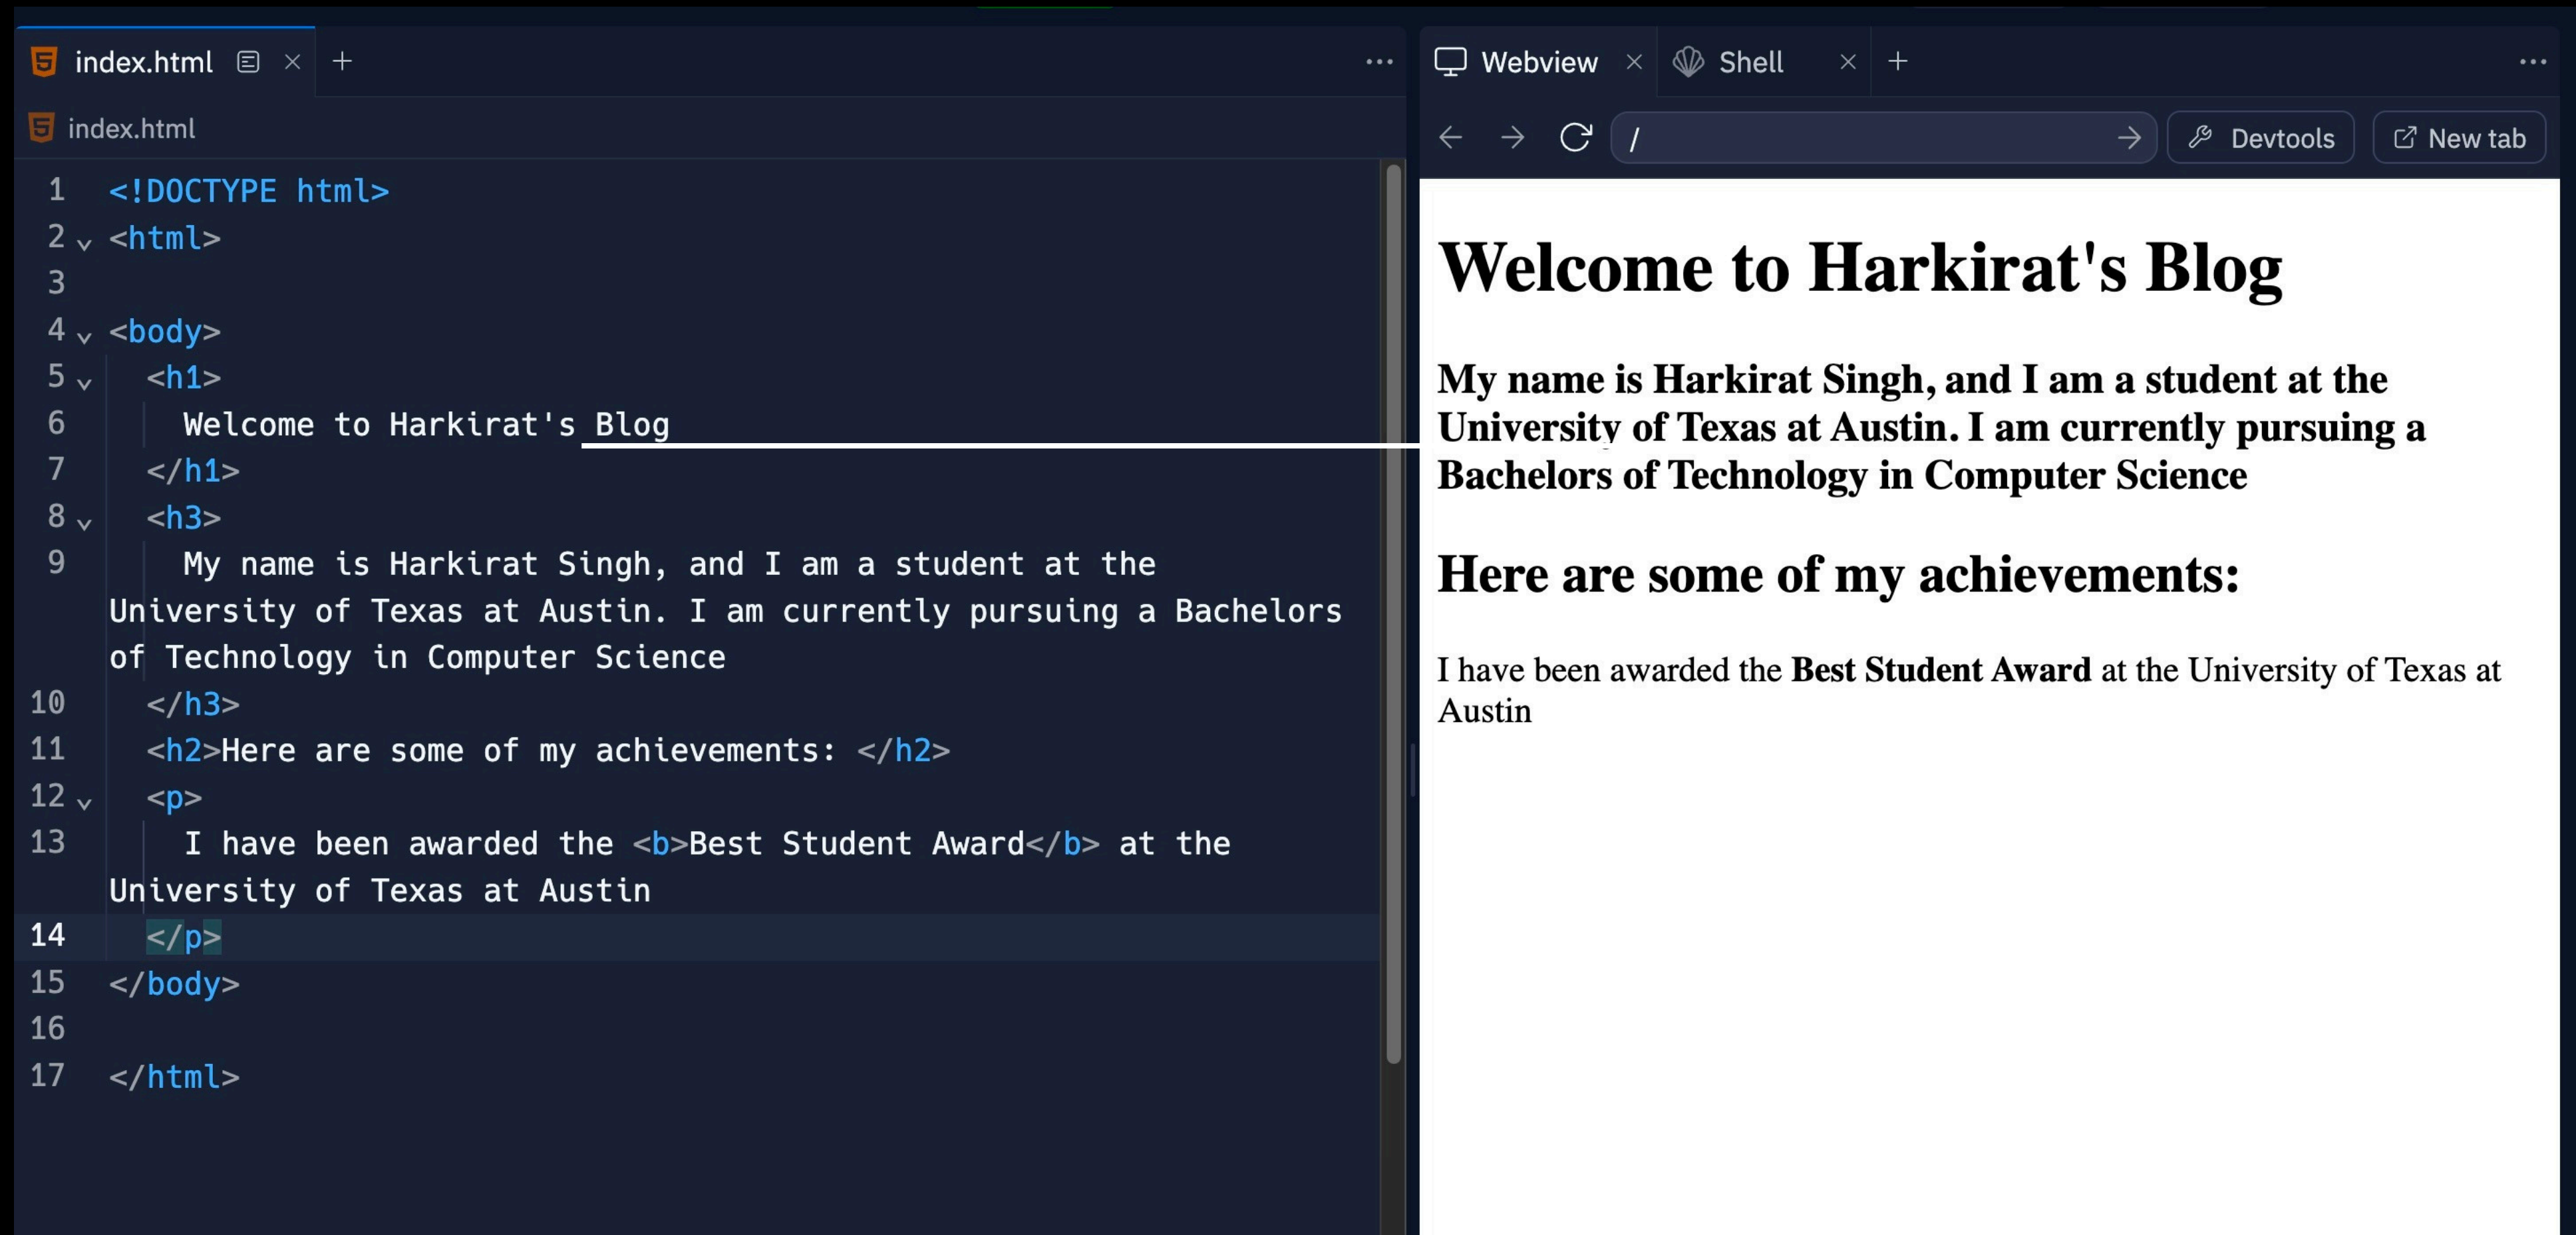 index.html
index.html
1 <!DOCTYPE html>
2 <html>
3
4 <body>
5 <h1>
6 Welcome to Harkirat's Blog
7 </h1>
8 <h3>
9 My name is Harkirat Singh, and I am a student at the
University of Texas at Austin. I am currently pursuing a Bachelors
of Technology in Computer Science
10 </h3>
11 <h2>Here are some of my achievements: </h2>
12 <p>
13 I have been awarded the <b>Best Student Award</b> at the
University of Texas at Austin
14 </p>
15 </body>
16
17 </html>
Webview Shell
/ Devtools New tab
Welcome to Harkirat's Blog
My name is Harkirat Singh, and I am a student at the
University of Texas at Austin. I am currently pursuing a
Bachelors of Technology in Computer Science
Here are some of my achievements:
I have been awarded the Best Student Award at the University of Texas at
Austin